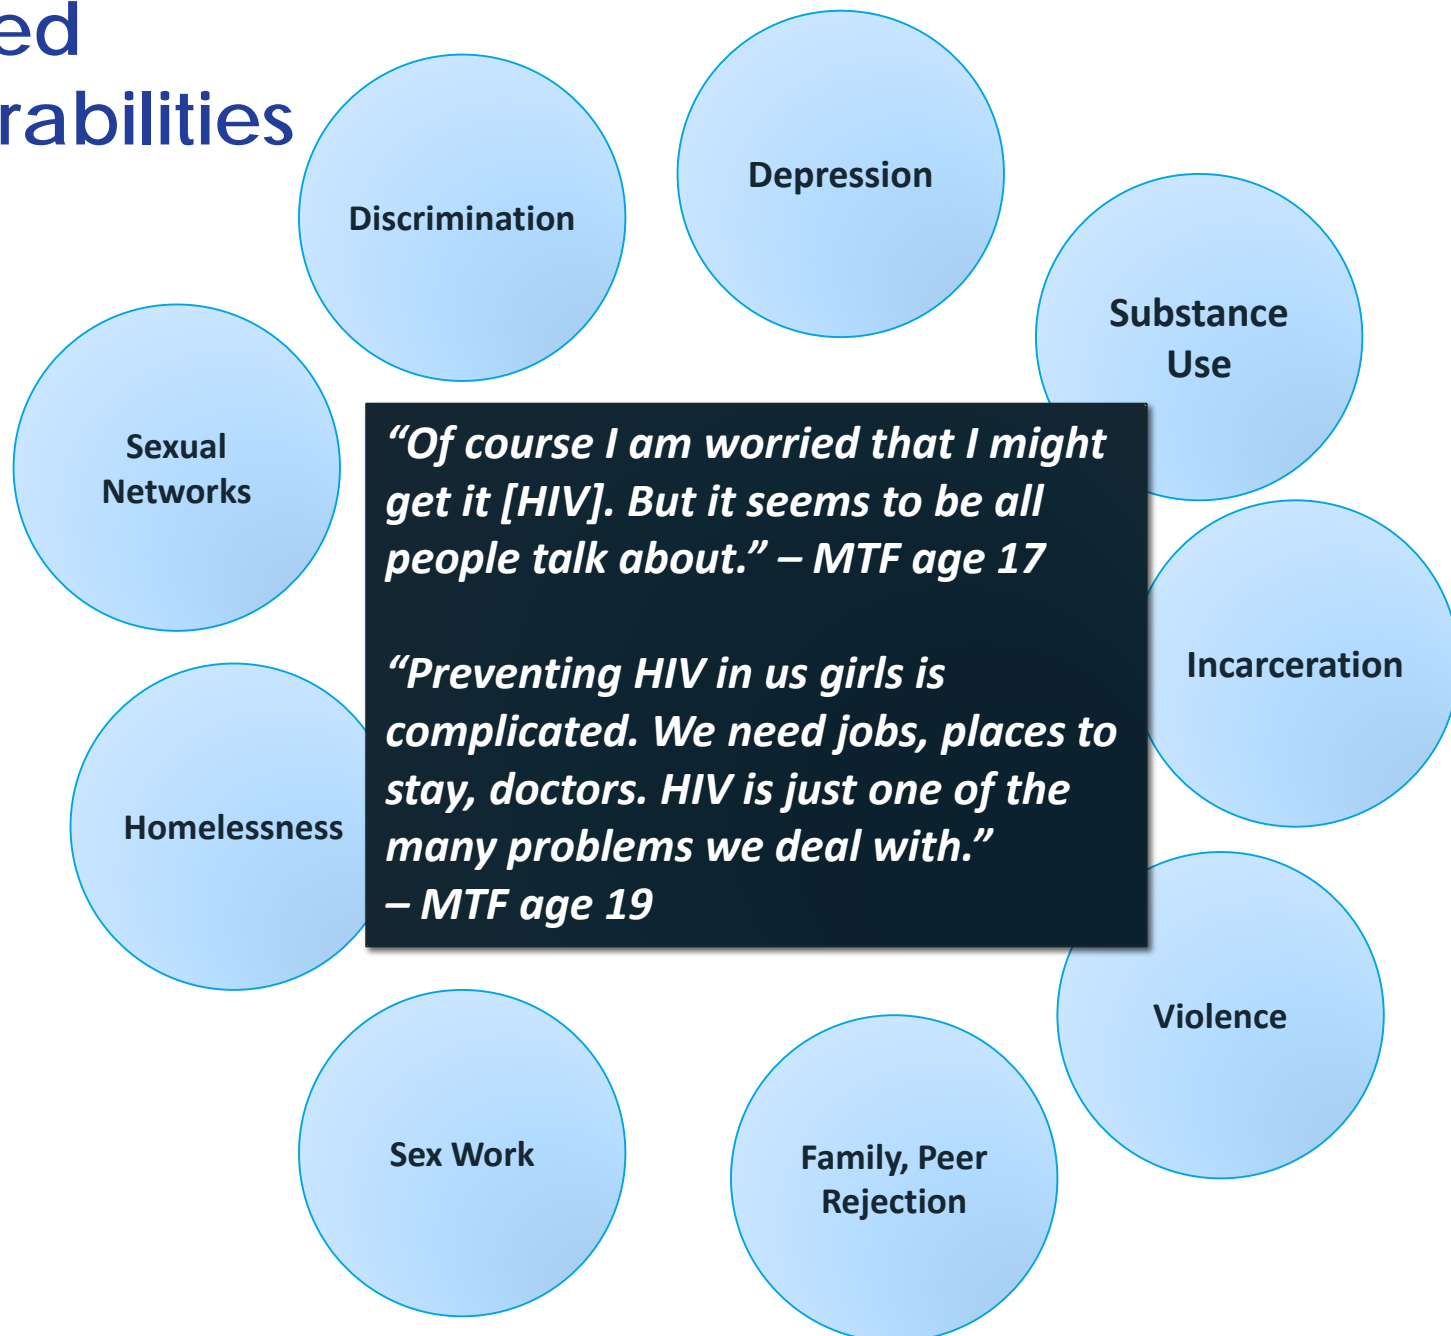 ed
rabilities
Depression
Discrimination
Substance
Use
Sexual
Networks
“Of course I am worried that I might
get it [HIV]. But it seems to be all
people talk about.” – MTF age 17
“Preventing HIV in us girls is
complicated. We need jobs, places to
stay, doctors. HIV is just one of the
many problems we deal with.”
– MTF age 19
Incarceration
Homelessness
Violence
Sex Work
Family, Peer
Rejection